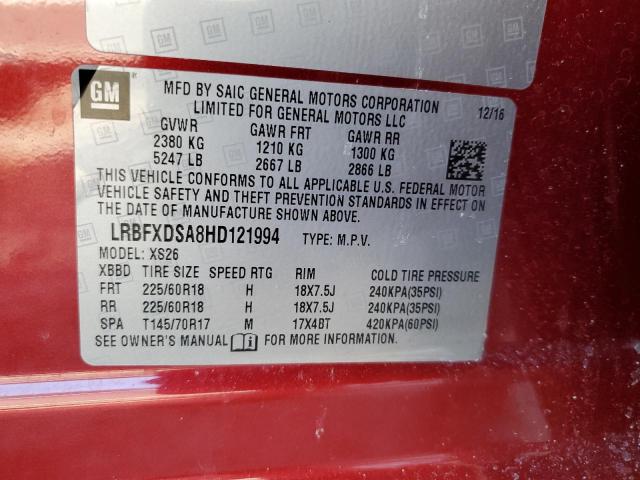 GM
MFD BY SAIC GENERAL MOTORS CORPORATION
LIMITED FOR GENERAL MOTORS LLC
12/16
GVWR GAWR FRT GAWR RR
2380 KG 1210 KG 1300 KG
5247 LB 2667 LB 2866 LB
THIS VEHICLE CONFORMS TO ALL APPLICABLE U.S. FEDERAL MOTOR
VEHICLE SAFETY AND THEFT PREVENTION STANDARDS IN EFFECT ON
THE DATE OF MANUFACTURE SHOWN ABOVE.
LRBFXDSA8HD121994 TYPE: M.P.V.
MODEL: XS26
XBBD TIRE SIZE SPEED RTG RIM COLD TIRE PRESSURE
FRT 225/60R18 H 18X7.5J 240KPA(35PSI)
RR 225/60R18 H 18X7.5J 240KPA(35PSI)
SPA T145/70R17 M 17X4BT 420KPA(60PSI)
SEE OWNER'S MANUAL FOR MORE INFORMATION.